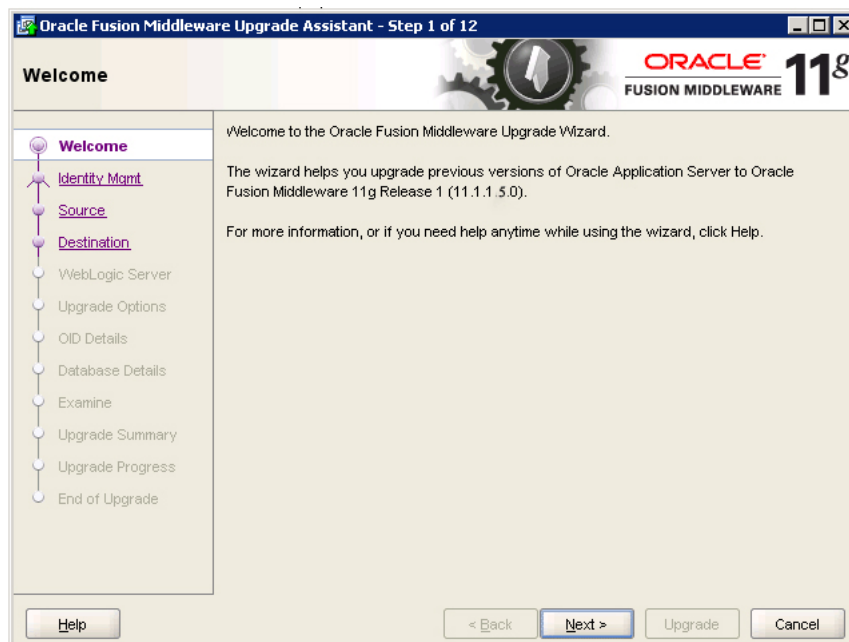 Oracle Fusion Middleware Upgrade Assistant - Step 1 of 12
Welcome
ORACLE
FUSION MIDDLEWARE
11g
Welcome
Identity Mgmt
Source
Destination
WebLogic Server
Upgrade Options
OID Details
Database Details
Examine
Upgrade Summary
Upgrade Progress
End of Upgrade
Welcome to the Oracle Fusion Middleware Upgrade Wizard.
The wizard helps you upgrade previous versions of Oracle Application Server to Oracle
Fusion Middleware 11g Release 1 (11.1.1.5.0).
For more information, or if you need help anytime while using the wizard, click Help.
Help
< Back
Next >
Upgrade
Cancel